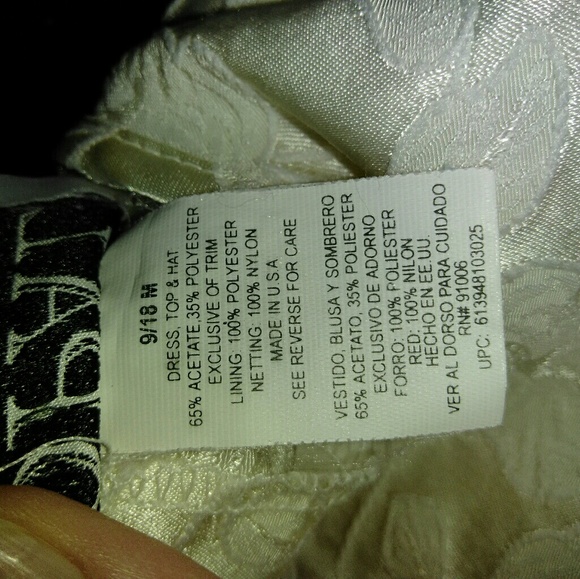 9/18 M
DRESS, TOP & HAT
65% ACETATE,35% POLYESTER
EXCLUSIVE OF TRIM
LINING: 100% POLYESTER
NETTING: 100% NYLON
MADE IN U.S.A
SEE REVERSE FOR CARE
VESTIDO, BLUSA Y SOMBRERO
65% ACETATO, 35% POLIESTER
EXCLUSIVO DE ADORNO
FORRO: 100% POLIESTER
RED: 100% NILON
HECHO EN EE.UU.
VER AL DORSO PARA CUIDADO
RN# 91006
UPC: 613948103025